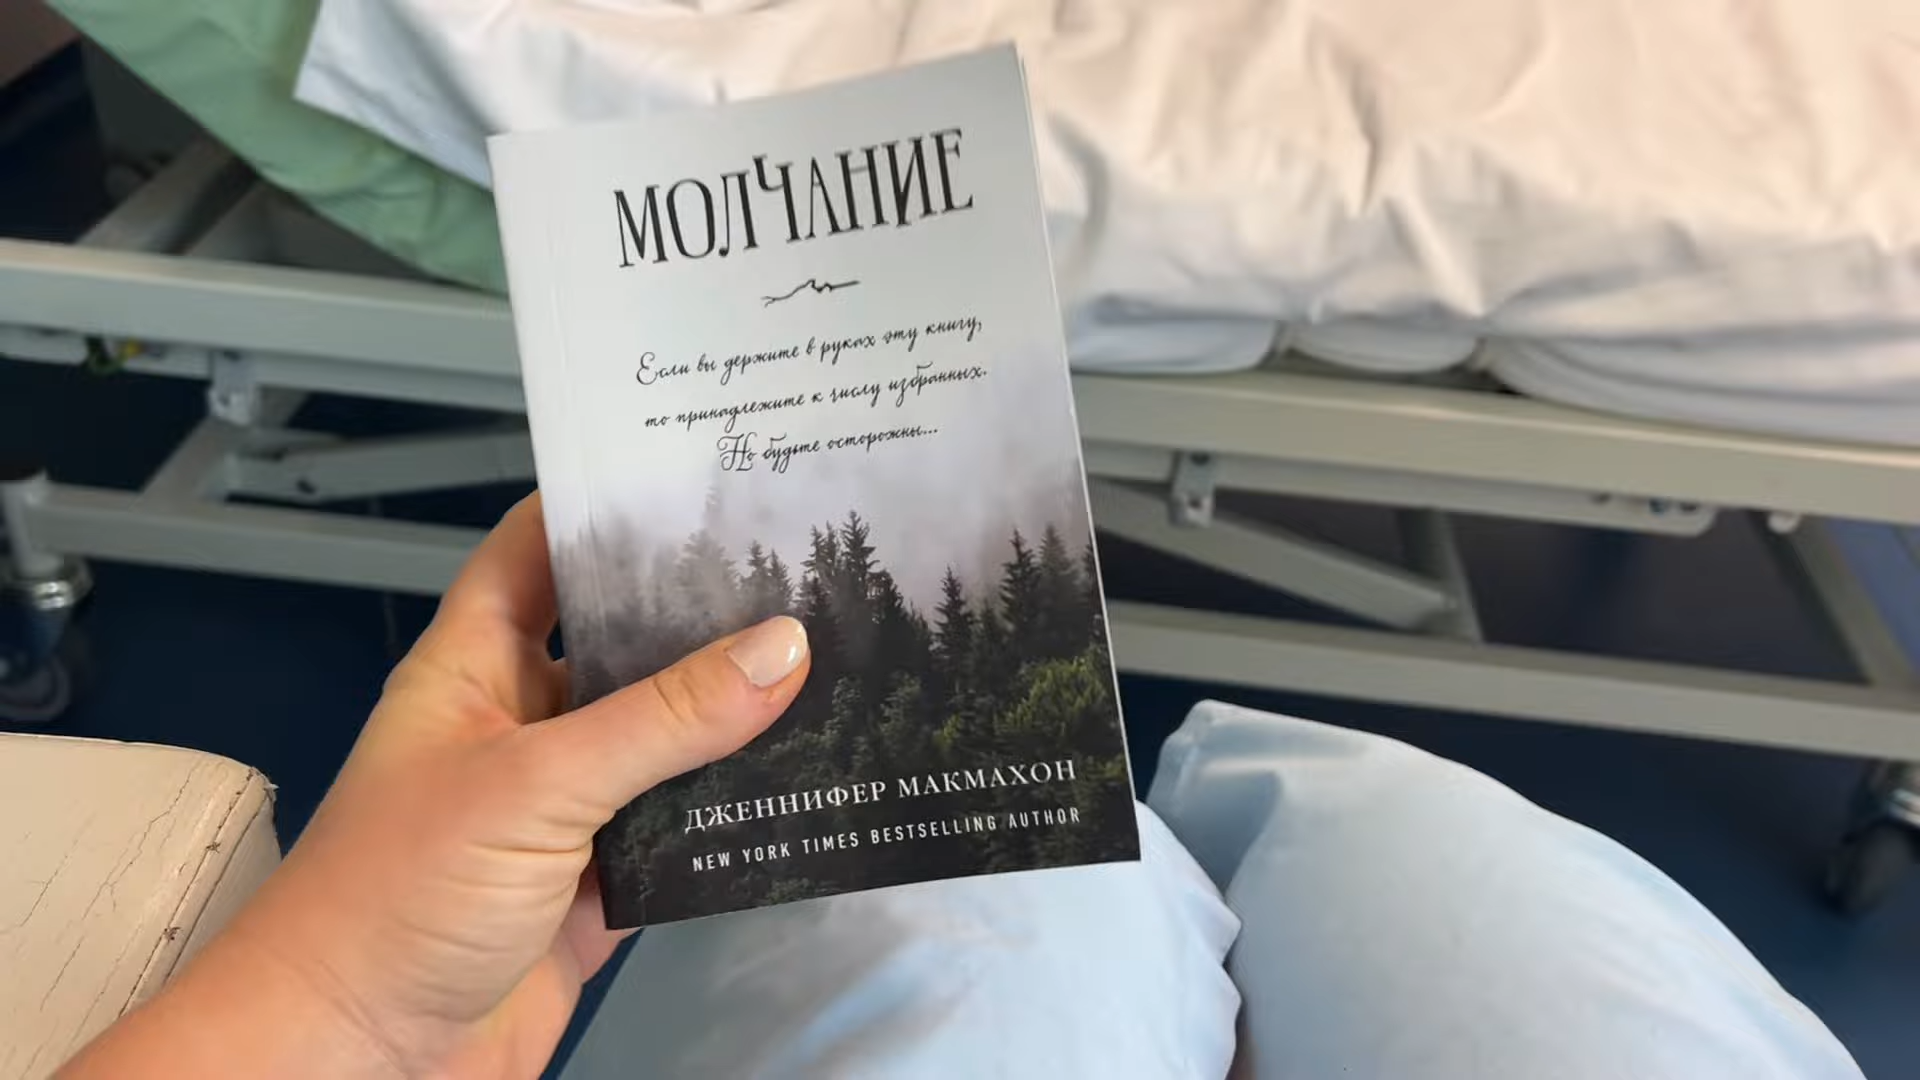 МОЛЧАНИЕ
Если вы держите в руках эту книгу,
то принадлежите к числу избранных.
Но будьте осторожны...
ДЖЕННИФЕР МАКМАХОН
NEW YORK TIMES BESTSELLING AUTHOR